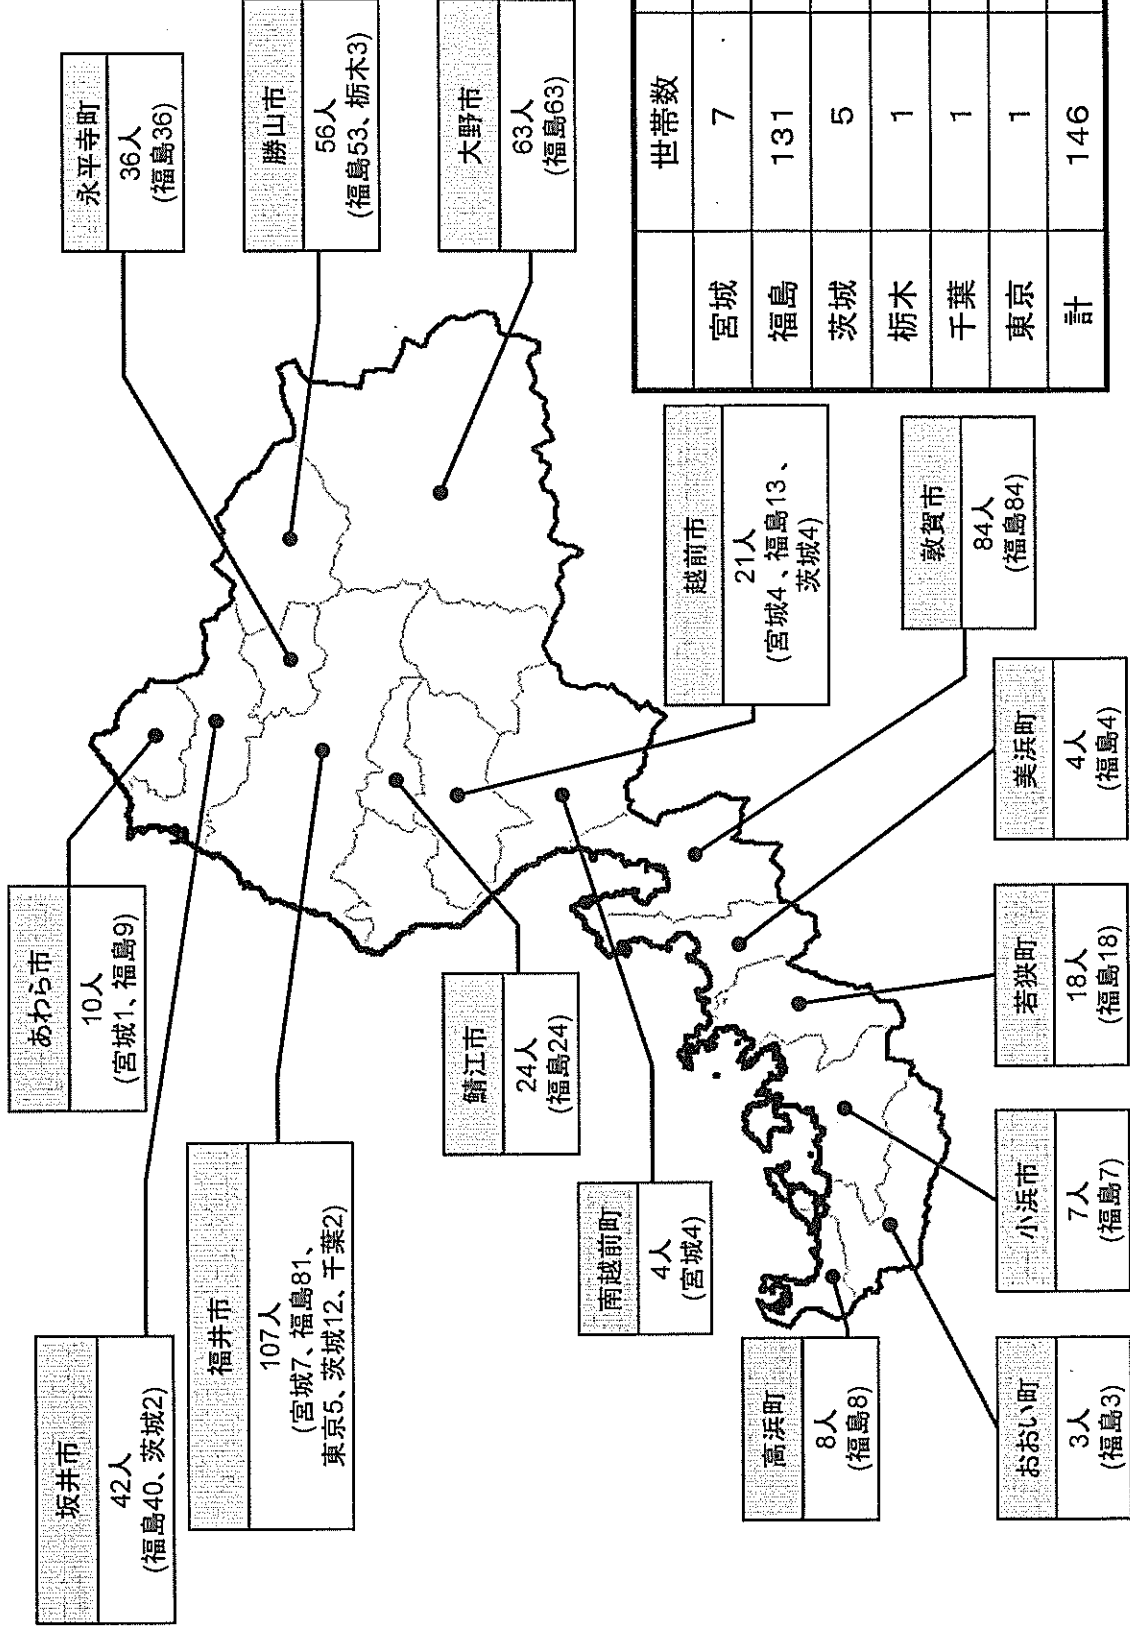 あわら市
10人
(宮城1、福島9)
坂井市
42人
(福島40、茨城2)
福井市
107人
(宮城7、福島81、
東京5、茨城12、千葉2)
永平寺町
36人
(福島36)
勝山市
56人
(福島53、栃木3)
大野市
63人
(福島63)
鯖江市
24人
(福島24)
南越前町
4人
(宮城4)
越前市
21人
(宮城4、福島13、
茨城4)
敦賀市
84人
(福島84)
美浜町
4人
(福島4)
若狭町
18人
(福島18)
小浜市
7人
(福島7)
おおい町
3人
(福島3)
高浜町
8人
(福島8)
世帯数
宮城 7
福島 131
茨城 5
栃木 1
千葉 1
東京 1
計 146